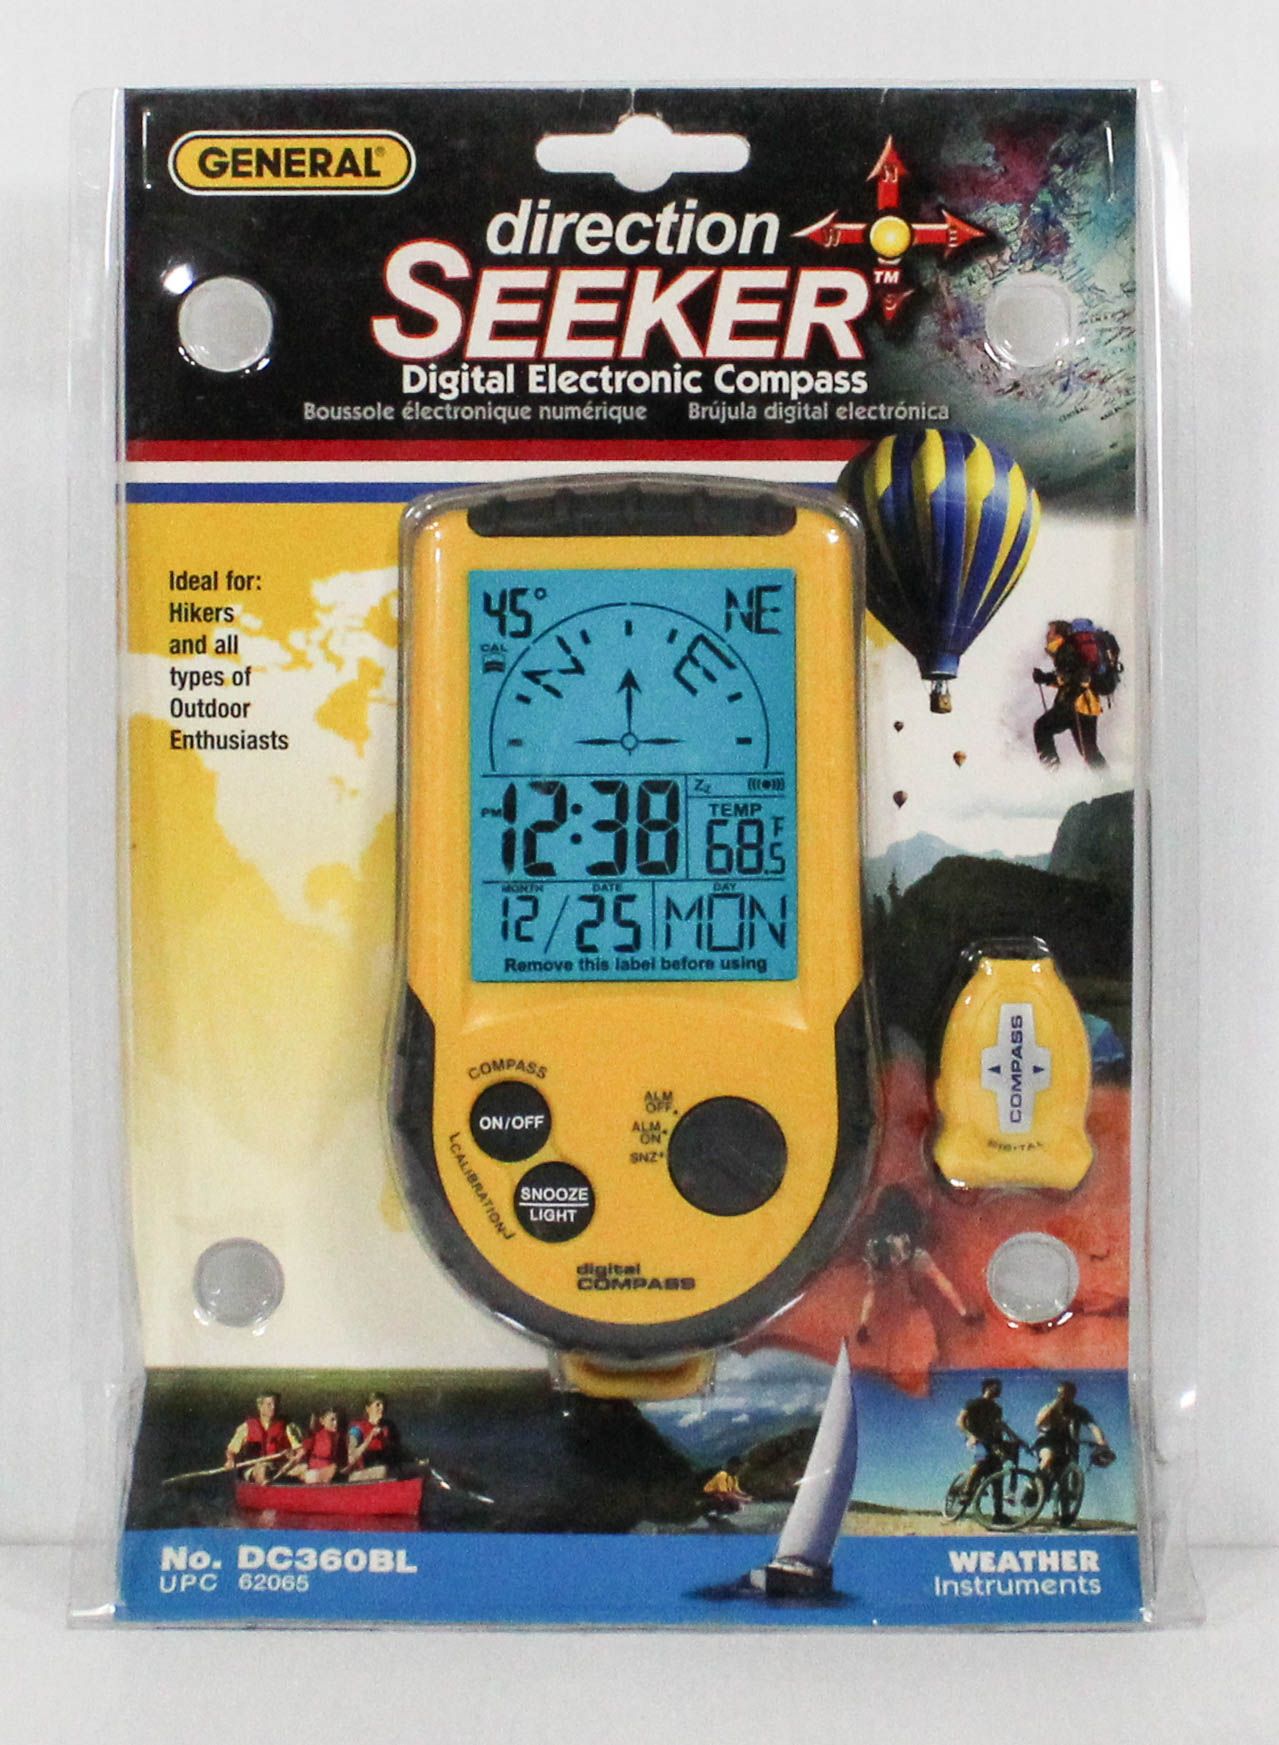 GENERAL®
direction
SEEKER™
N
W E
S
Digital Electronic Compass
Boussole électronique numérique Brújula digital electrónica
Ideal for:
Hikers
and all
types of
Outdoor
Enthusiasts
45° NE
CAL
N E
PM 12:38
Zz
TEMP
68.5 F
MONTH DATE DAY
12/25 MON
Remove this label before using
COMPASS
ON/OFF
CALIBRATION
SNOOZE
LIGHT
ALM
OFF
ALM
ON
SNZ
digital
COMPASS
COMPASS
DIGITAL
No. DC360BL
UPC 62065
WEATHER
Instruments